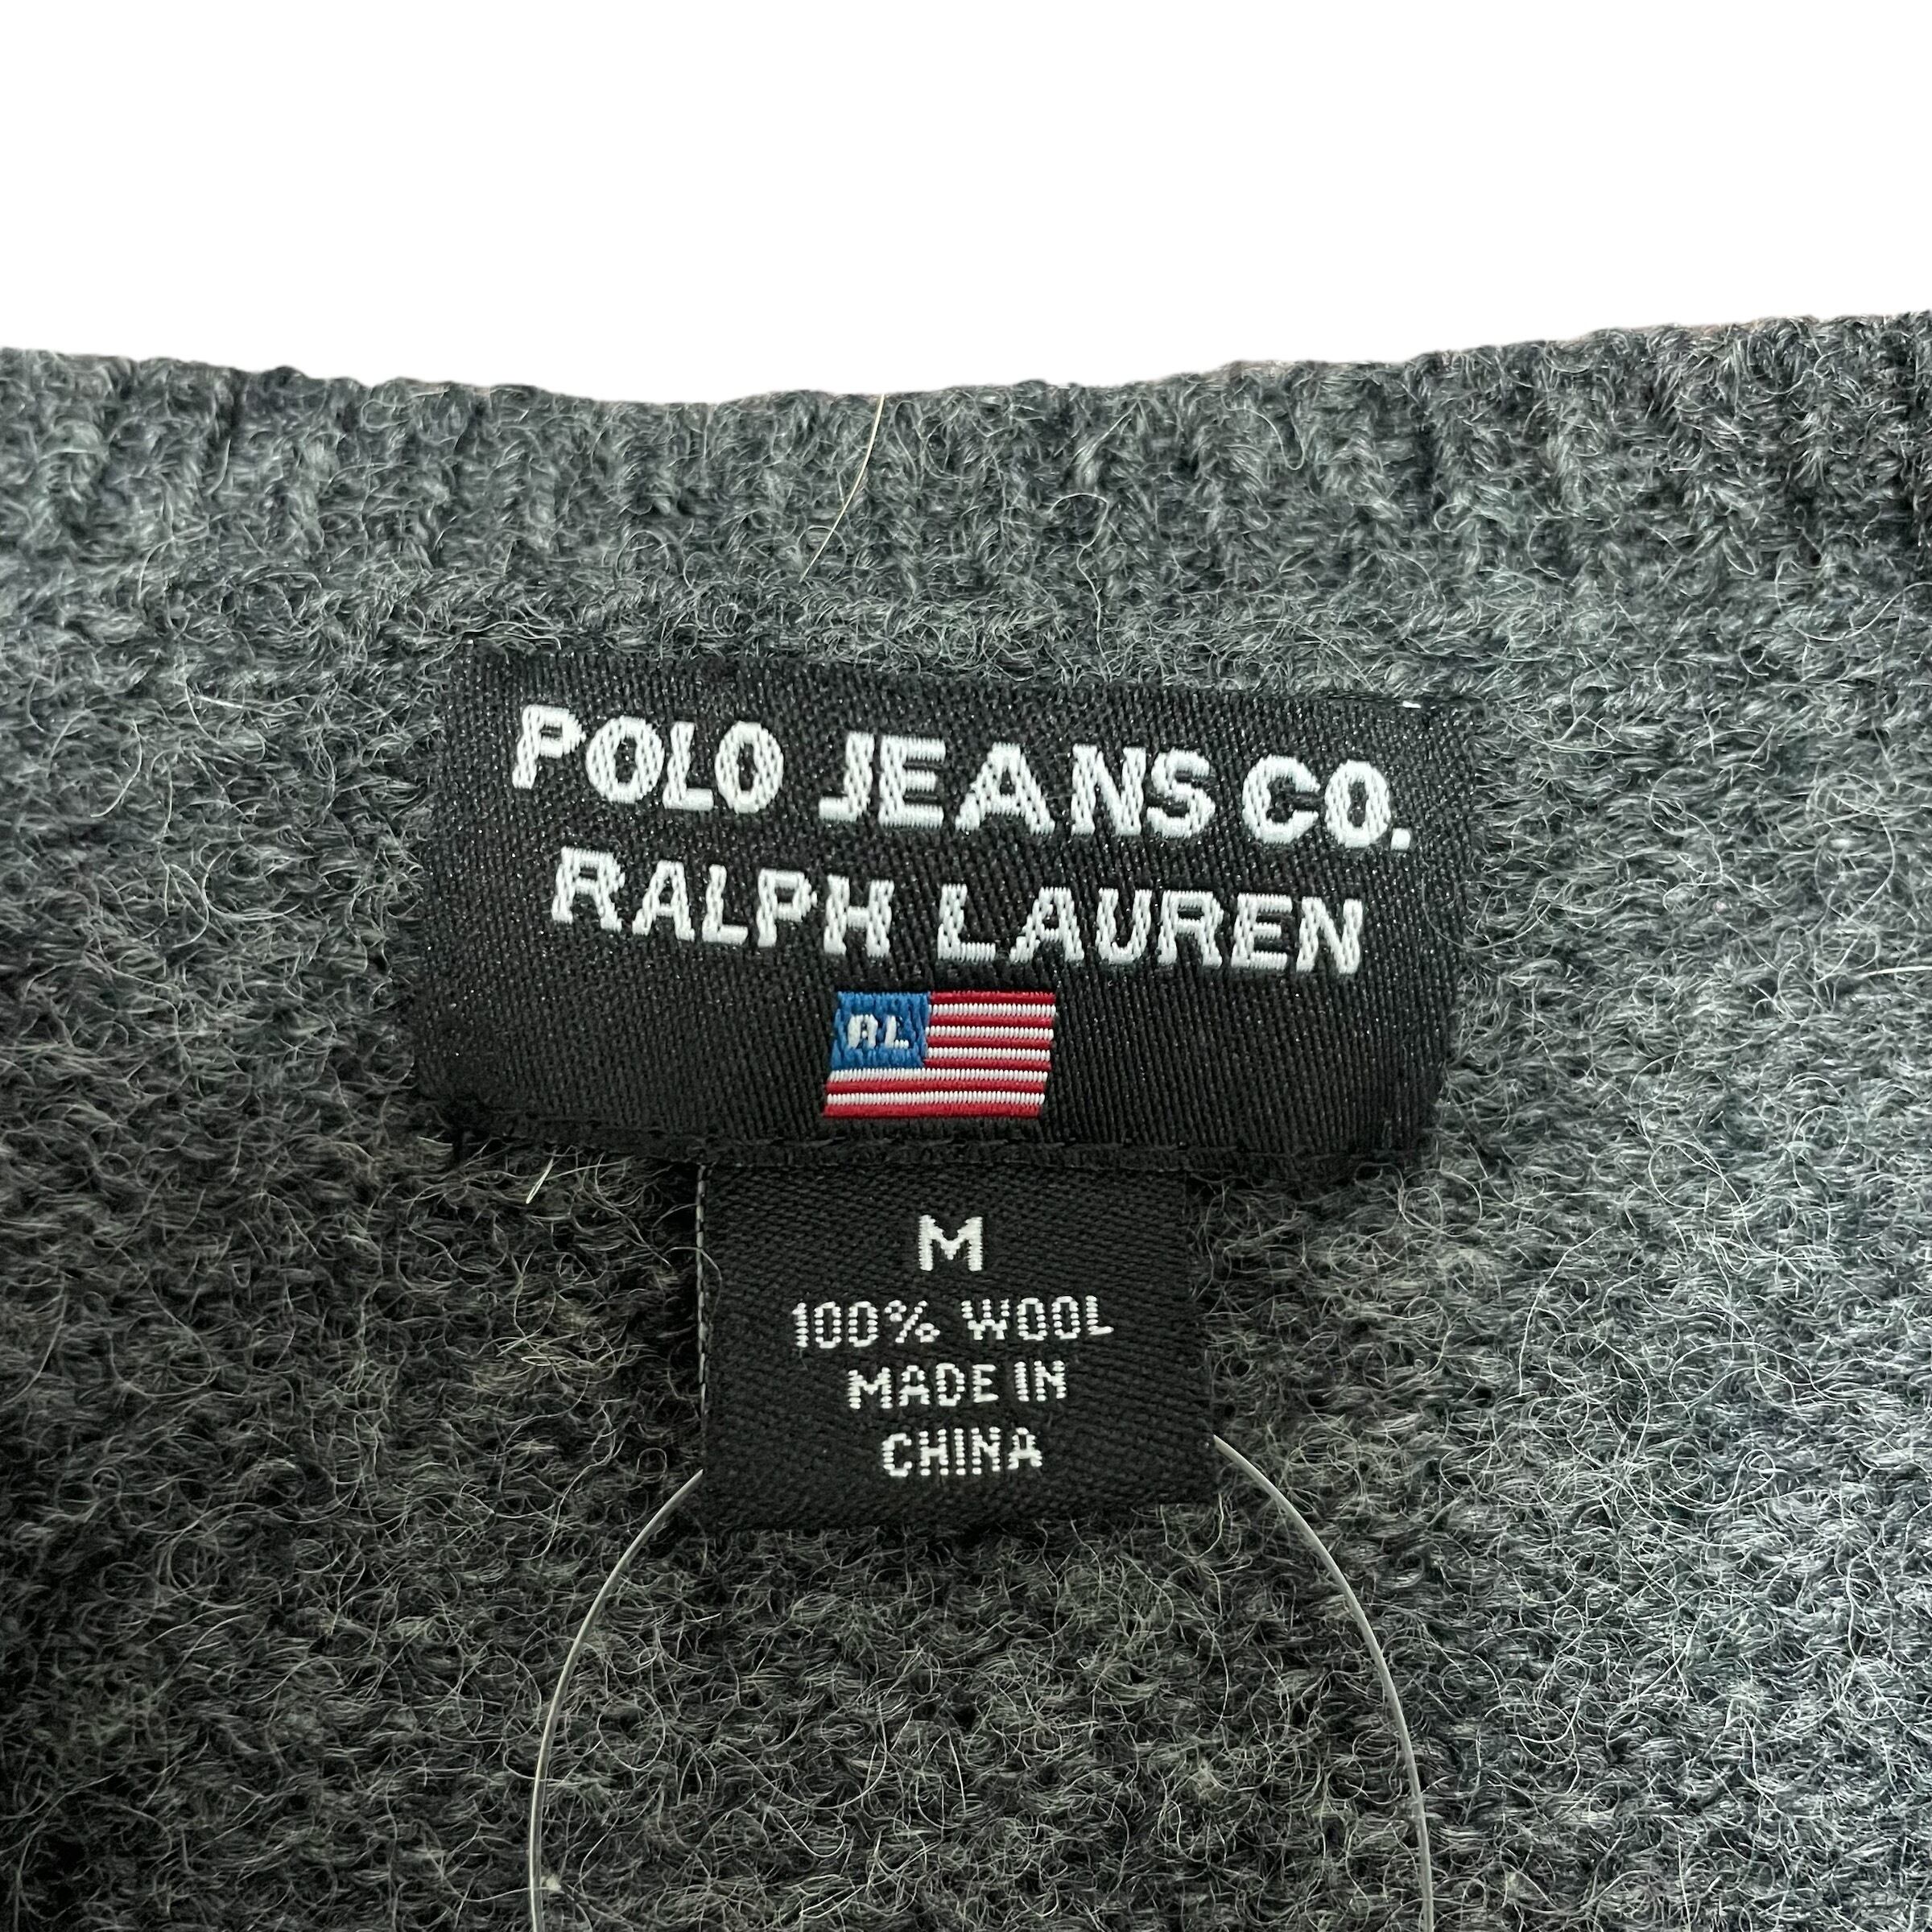 POLO JEANS CO.
RALPH LAUREN
RL
M
100% WOOL
MADE IN
CHINA